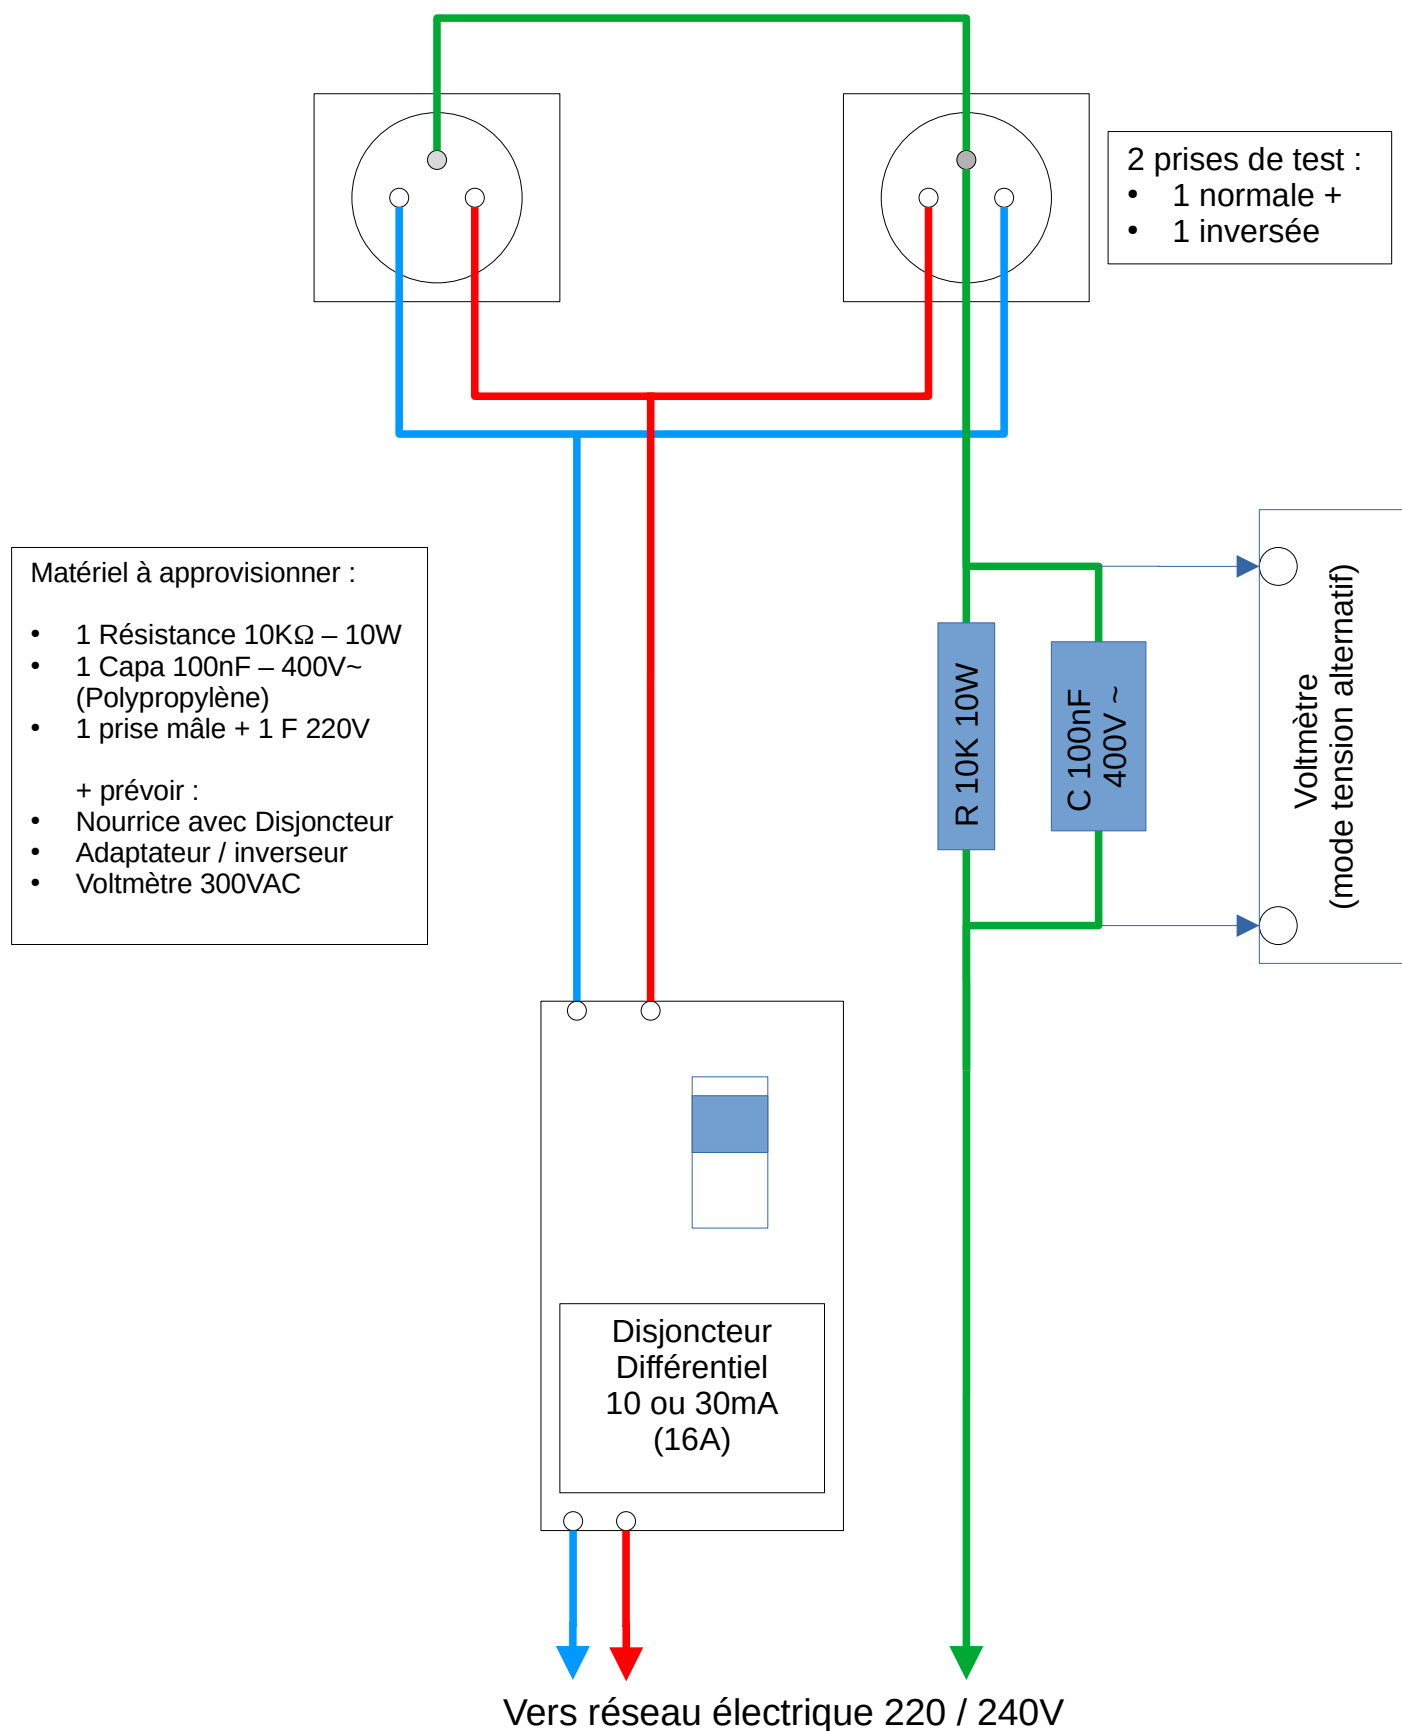 2 prises de test :
• 1 normale +
• 1 inversée
Matériel à approvisionner :
• 1 Résistance 10KΩ – 10W
• 1 Capa 100nF – 400V~
(Polypropylène)
• 1 prise mâle + 1 F 220V
+ prévoir :
• Nourrice avec Disjoncteur
• Adaptateur / inverseur
• Voltmètre 300VAC
R 10K 10W
C 100nF
400V ~
Voltmètre
(mode tension alternatif)
Disjoncteur
Différentiel
10 ou 30mA
(16A)
Vers réseau électrique 220 / 240V